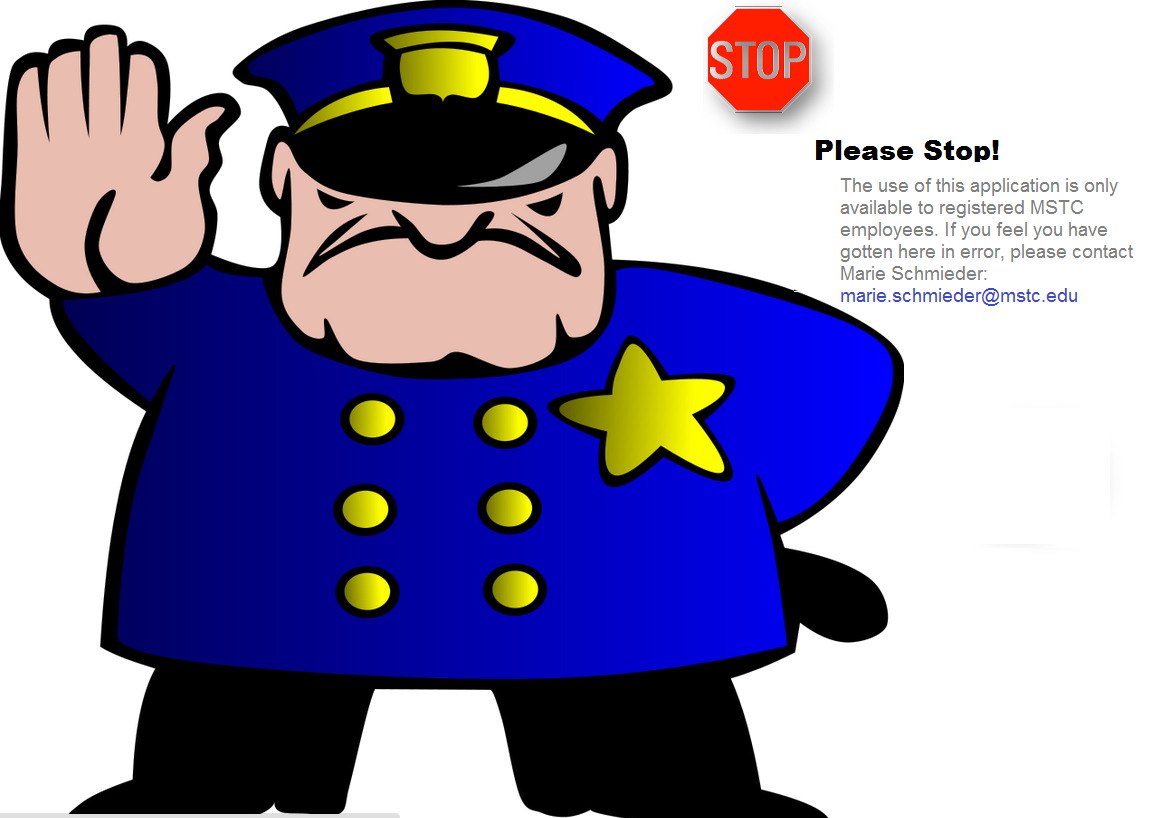 STOP
Please Stop!
The use of this application is only
available to registered MSTC
employees. If you feel you have
gotten here in error, please contact
Marie Schmieder:
marie.schmieder@mstc.edu